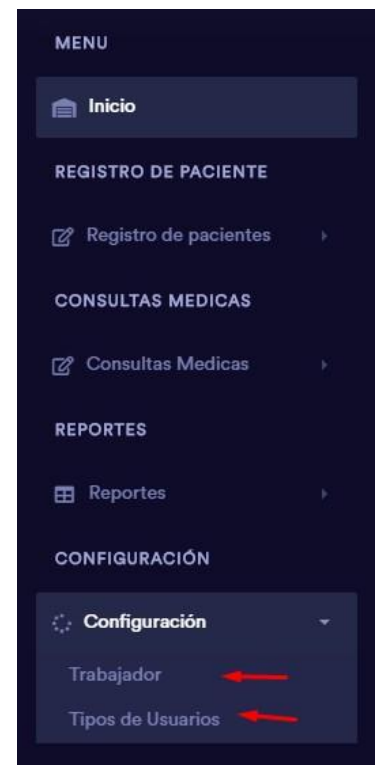 MENU
Inicio
REGISTRO DE PACIENTE
Registro de pacientes
CONSULTAS MEDICAS
Consultas Medicas
REPORTES
Reportes
CONFIGURACIÓN
Configuración
Trabajador
Tipos de Usuarios